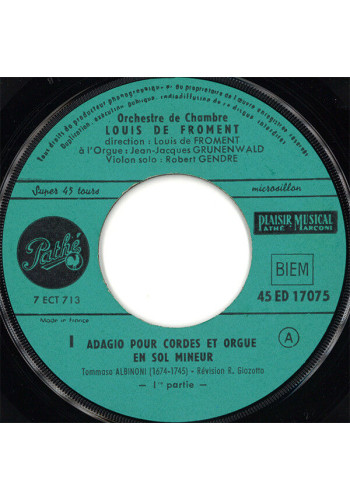 Tous droits du producteur phonographique et du propriétaire de l'œuvre enregistrée réservés.
Duplication - exécution publique, radiodiffusion de ce disque interdites.
Orchestre de Chambre
LOUIS DE FROMENT
direction : Louis de FROMENT
à l'Orgue : Jean-Jacques GRUNENWALD
Violon solo : Robert GENDRE
Super 45 tours
microsillon
Pathé
PLAISIR MUSICAL
PATHÉ MARCONI
BIEM
7 ECT 713
45 ED 17075
Made in France
I ADAGIO POUR CORDES ET ORGUE
EN SOL MINEUR
A
Tommaso ALBINONI (1674-1745) - Révision R. Giazotto
- 1re partie -